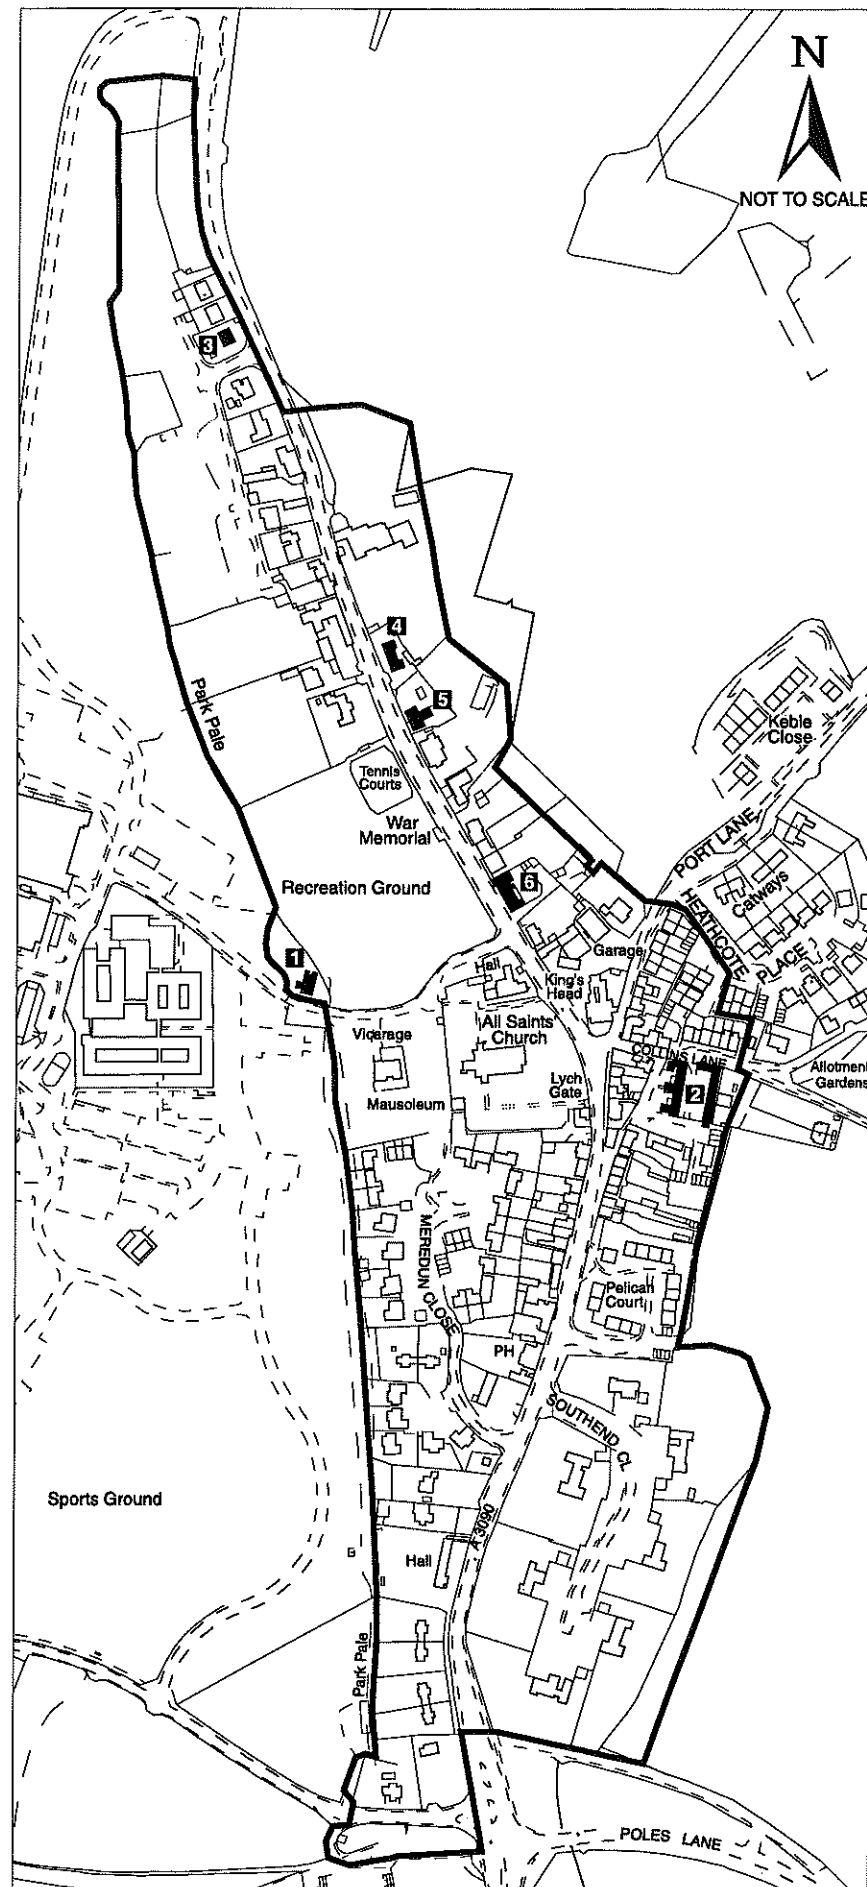 N
NOT TO SCALE
3
4
5
Park Pale
Keble
Close
Tennis
Courts
War
Memorial
PORT LANE
Recreation Ground
6
HEATHCOTE
PLACE
Catways
Garage
Hall
King's
Head
1
Vicarage
All Saints'
Church
COLLINS LANE
Allotment
Gardens
Lych
Gate
2
Mausoleum
MEREDUN CLOSE
Pelican
Court
PH
SOUTHEND CL
Sports Ground
A 3090
Hall
Park Pale
POLES LANE